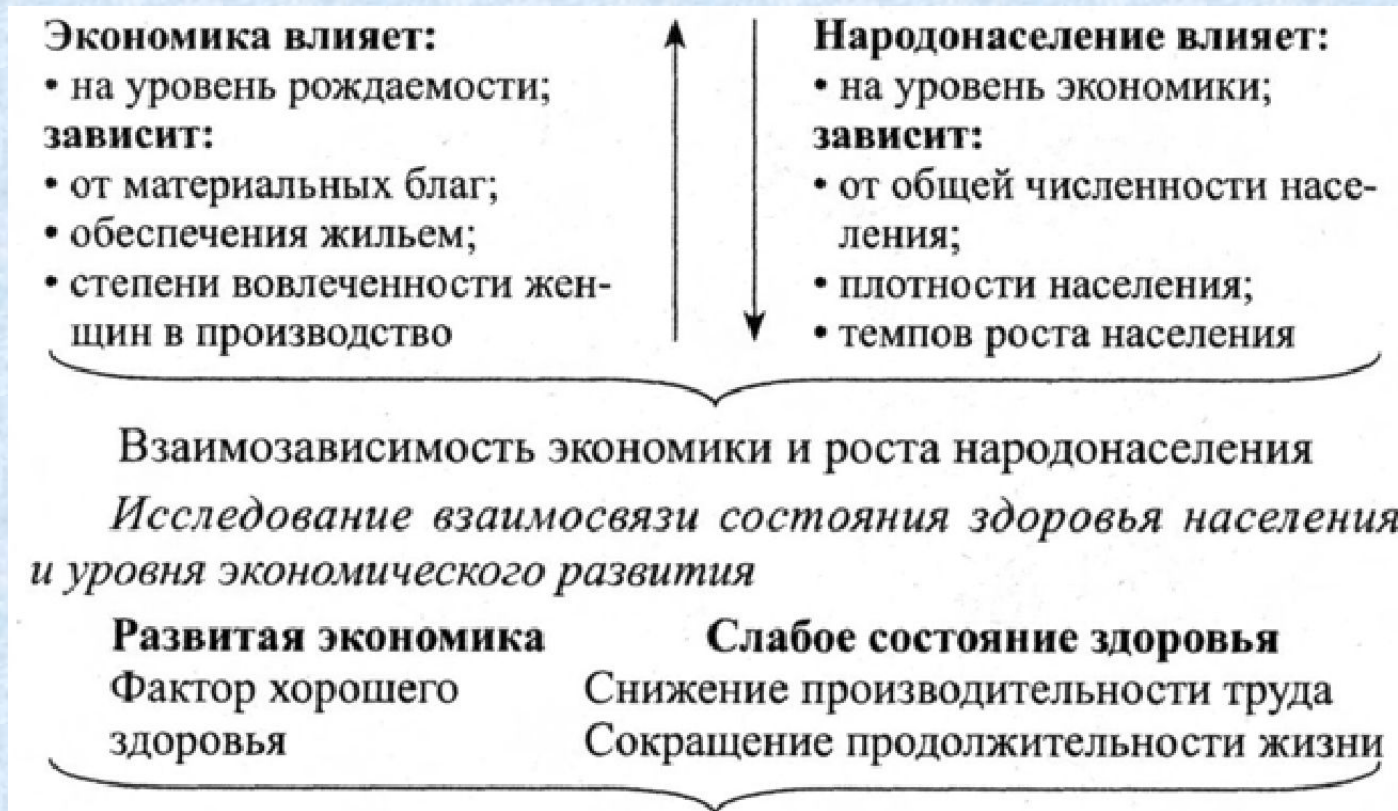 Экономика влияет:
• на уровень рождаемости;
зависит:
• от материальных благ;
• обеспечения жильем;
• степени вовлеченности жен-
щин в производство
Народонаселение влияет:
• на уровень экономики;
зависит:
• от общей численности насе-
ления;
• плотности населения;
• темпов роста населения
Взаимозависимость экономики и роста народонаселения
Исследование взаимосвязи состояния здоровья населения
и уровня экономического развития
Развитая экономика
Фактор хорошего
здоровья
Слабое состояние здоровья
Снижение производительности труда
Сокращение продолжительности жизни